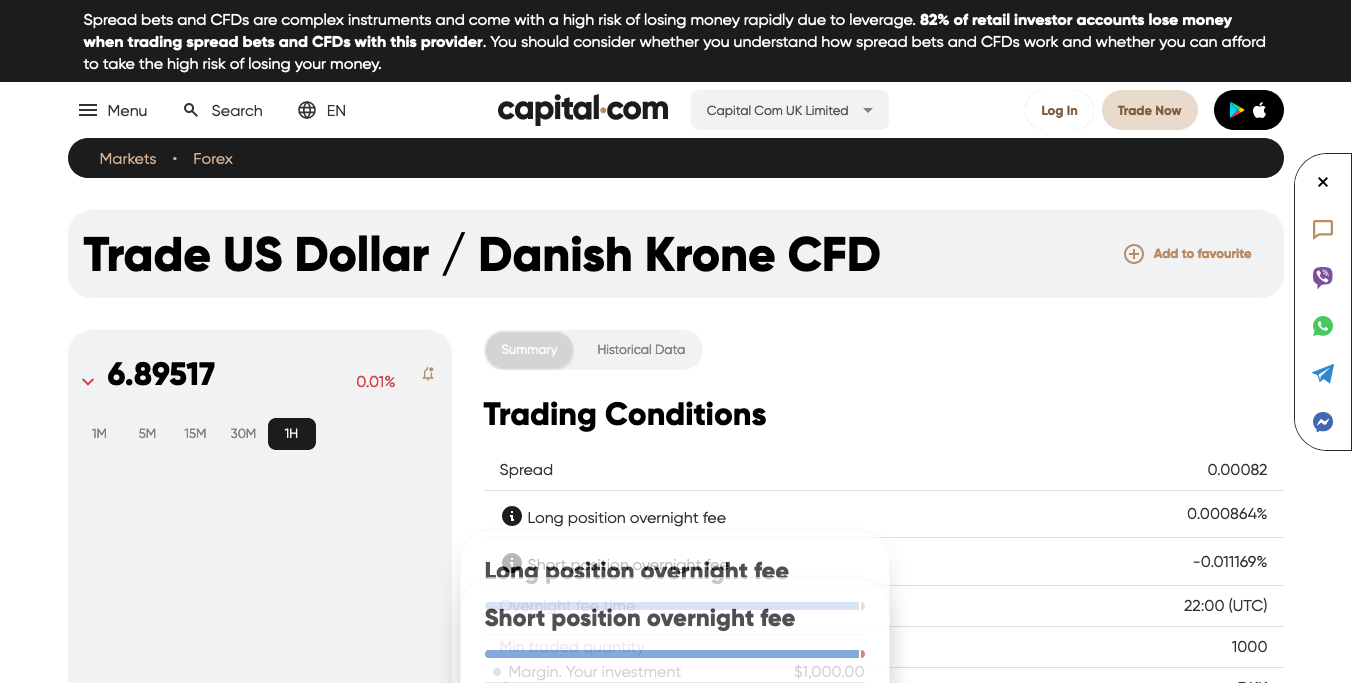 Spread bets and CFDs are complex instruments and come with a high risk of losing money rapidly due to leverage. 82% of retail investor accounts lose money
when trading spread bets and CFDs with this provider. You should consider whether you understand how spread bets and CFDs work and whether you can afford
to take the high risk of losing your money.
Menu Search EN capital.com Capital Com UK Limited Log In Trade Now
Markets • Forex
Trade US Dollar / Danish Krone CFD
Add to favourite
6.89517 0.01%
1M 5M 15M 30M 1H
Summary Historical Data
Trading Conditions
Spread 0.00082
Long position overnight fee 0.000864%
Short position overnight fee -0.011169%
Long position overnight fee
Overnight fee time 22:00 (UTC)
Short position overnight fee
Min traded quantity 1000
Margin. Your investment $1,000.00